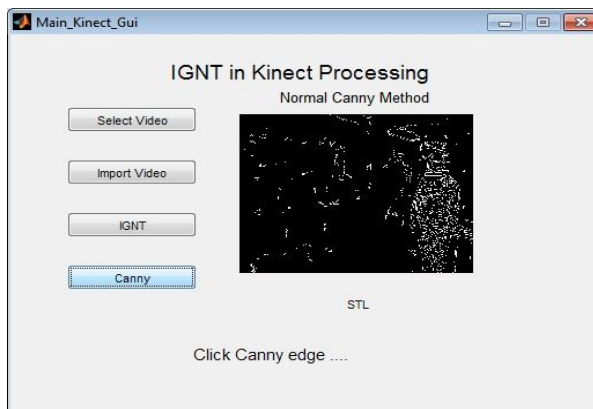 Main_Kinect_Gui
IGNT in Kinect Processing
Normal Canny Method
Select Video
Import Video
IGNT
Canny
STL
Click Canny edge ....